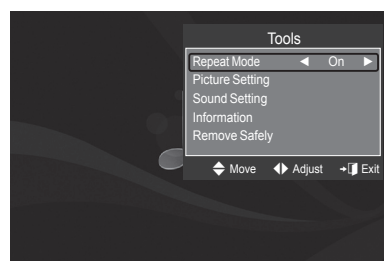 Tools
Repeat Mode ◄ On ►
Picture Setting
Sound Setting
Information
Remove Safely
Move Adjust Exit